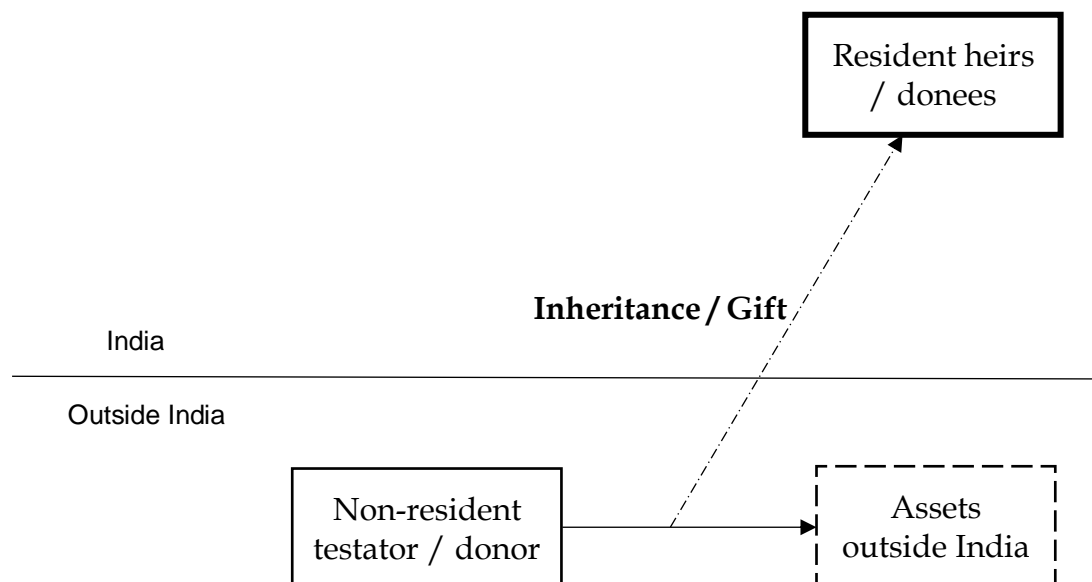 Resident heirs
/ donees
Inheritance / Gift
India
Outside India
Non-resident
testator / donor
Assets
outside India